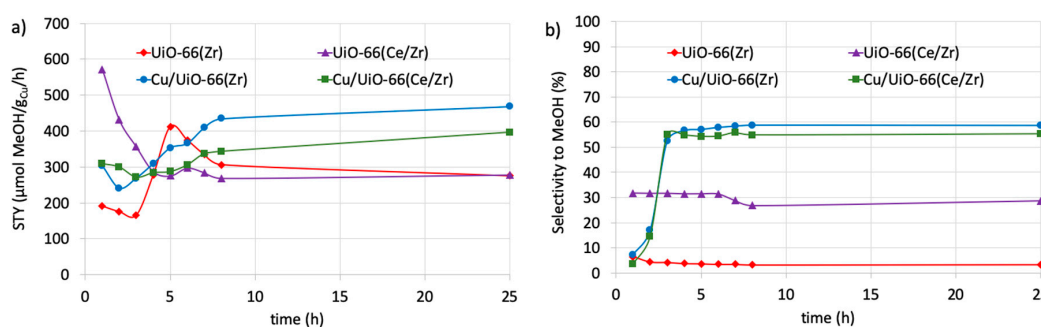 a)
STY (µmol MeOH/gCu/h)
700
600
500
400
300
200
100
0
UiO-66(Zr)
UiO-66(Ce/Zr)
Cu/UiO-66(Zr)
Cu/UiO-66(Ce/Zr)
0
5
10
15
20
25
time (h)
b)
Selectivity to MeOH (%)
100
90
80
70
60
50
40
30
20
10
0
UiO-66(Zr)
UiO-66(Ce/Zr)
Cu/UiO-66(Zr)
Cu/UiO-66(Ce/Zr)
0
5
10
15
20
25
time (h)